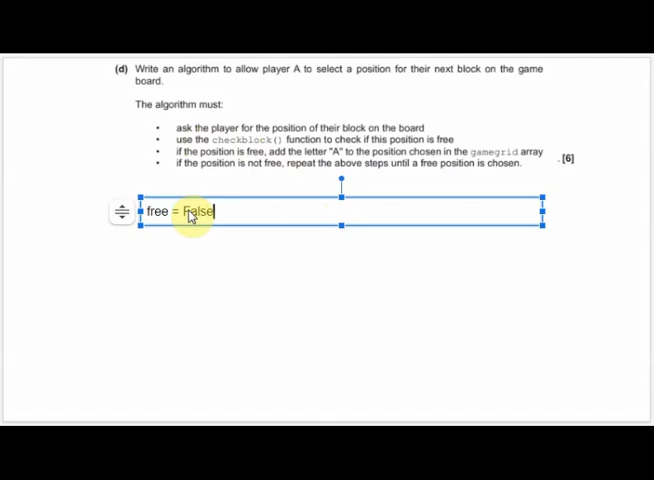 (d) Write an algorithm to allow player A to select a position for their next block on the game
board.
The algorithm must:
• ask the player for the position of their block on the board
• use the checkblock() function to check if this position is free
• if the position is free, add the letter "A" to the position chosen in the gamegrid array
• if the position is not free, repeat the above steps until a free position is chosen.
. [6]
free = False